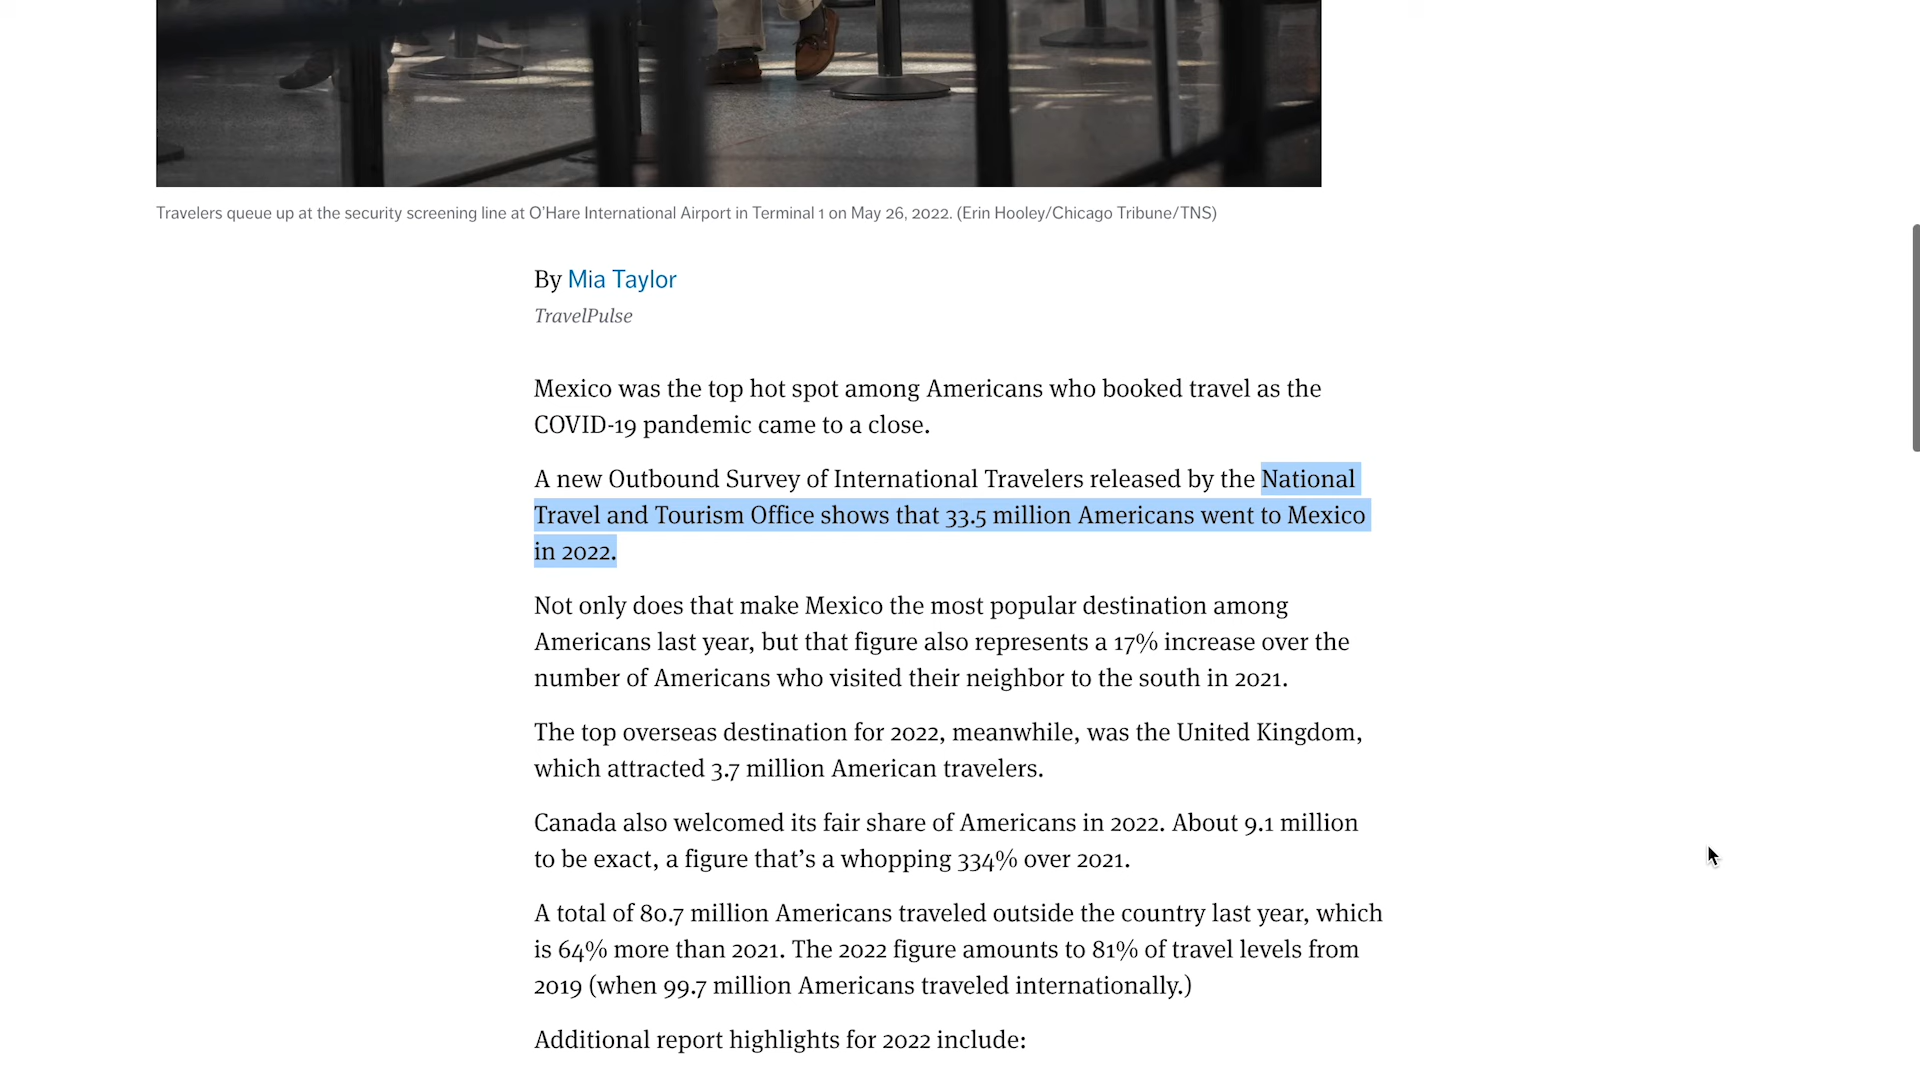 Travelers queue up at the security screening line at O’Hare International Airport in Terminal 1 on May 26, 2022. (Erin Hooley/Chicago Tribune/TNS)
By Mia Taylor
TravelPulse
Mexico was the top hot spot among Americans who booked travel as the
COVID-19 pandemic came to a close.
A new Outbound Survey of International Travelers released by the National
Travel and Tourism Office shows that 33.5 million Americans went to Mexico
in 2022.
Not only does that make Mexico the most popular destination among
Americans last year, but that figure also represents a 17% increase over the
number of Americans who visited their neighbor to the south in 2021.
The top overseas destination for 2022, meanwhile, was the United Kingdom,
which attracted 3.7 million American travelers.
Canada also welcomed its fair share of Americans in 2022. About 9.1 million
to be exact, a figure that’s a whopping 334% over 2021.
A total of 80.7 million Americans traveled outside the country last year, which
is 64% more than 2021. The 2022 figure amounts to 81% of travel levels from
2019 (when 99.7 million Americans traveled internationally.)
Additional report highlights for 2022 include: